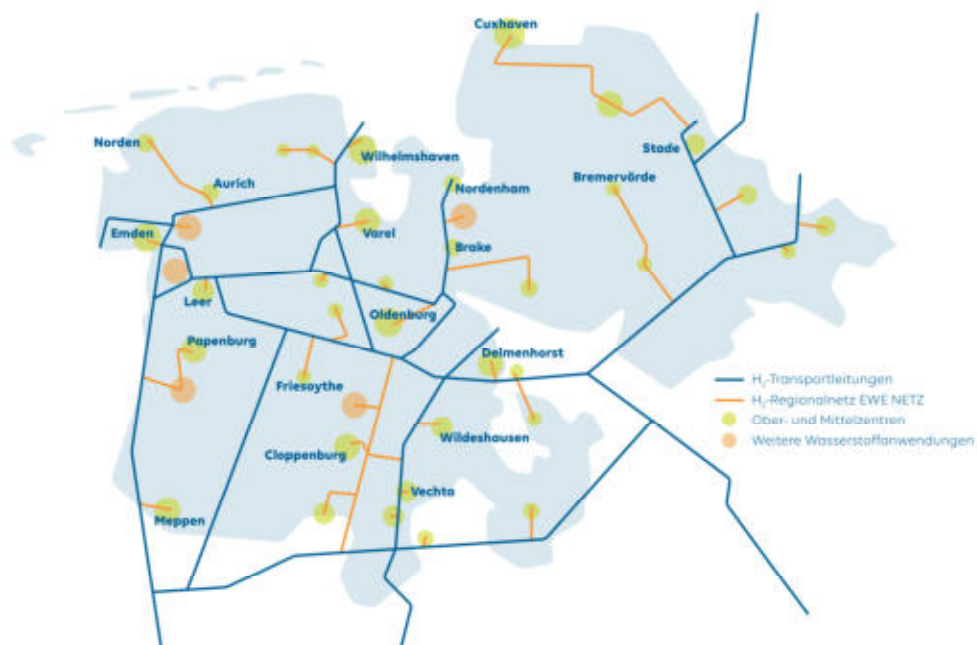 Cuxhaven
Norden
Wilhelmshaven
Stade
Aurich
Nordenham
Bremervörde
Emden
Varel
Brake
Leer
Oldenburg
Papenburg
Delmenhorst
Friesoythe
H₂-Transportleitungen
H₂-Regionalnetz EWE NETZ
Ober- und Mittelzentren
Weitere Wasserstoffanwendungen
Wildeshausen
Cloppenburg
Vechta
Meppen